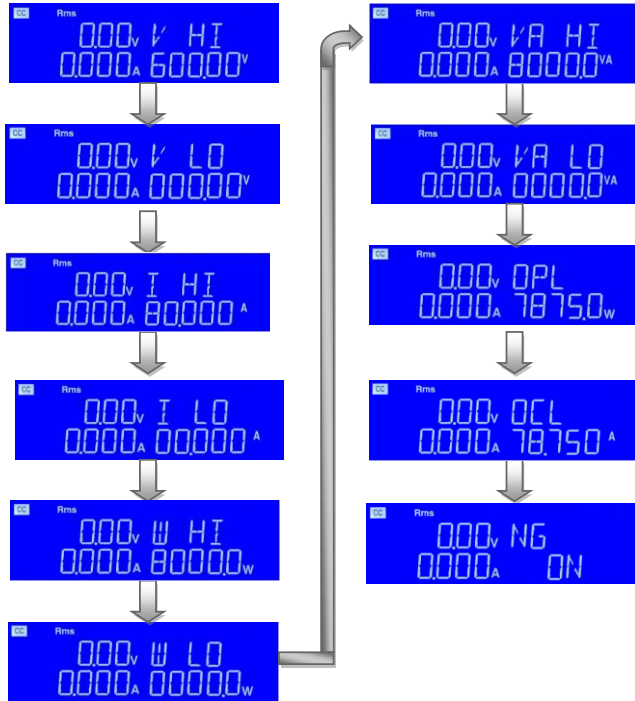 CC Rms
0.00V V HI
0.000A 600.00V
CC Rms
0.00V V LO
0.000A 000.00V
CC Rms
0.00V I HI
0.000A 80.000 A
CC Rms
0.00V I LO
0.000A 00.000 A
CC Rms
0.00V W HI
0.000A 8000.0W
CC Rms
0.00V W LO
0.000A 0000.0W
CC Rms
0.00V VA HI
0.000A 8000.0VA
CC Rms
0.00V VA LO
0.000A 0000.0VA
CC Rms
0.00V OPL
0.000A 7875.0W
CC Rms
0.00V OCL
0.000A 78.750 A
CC Rms
0.00V NG
0.000A ON